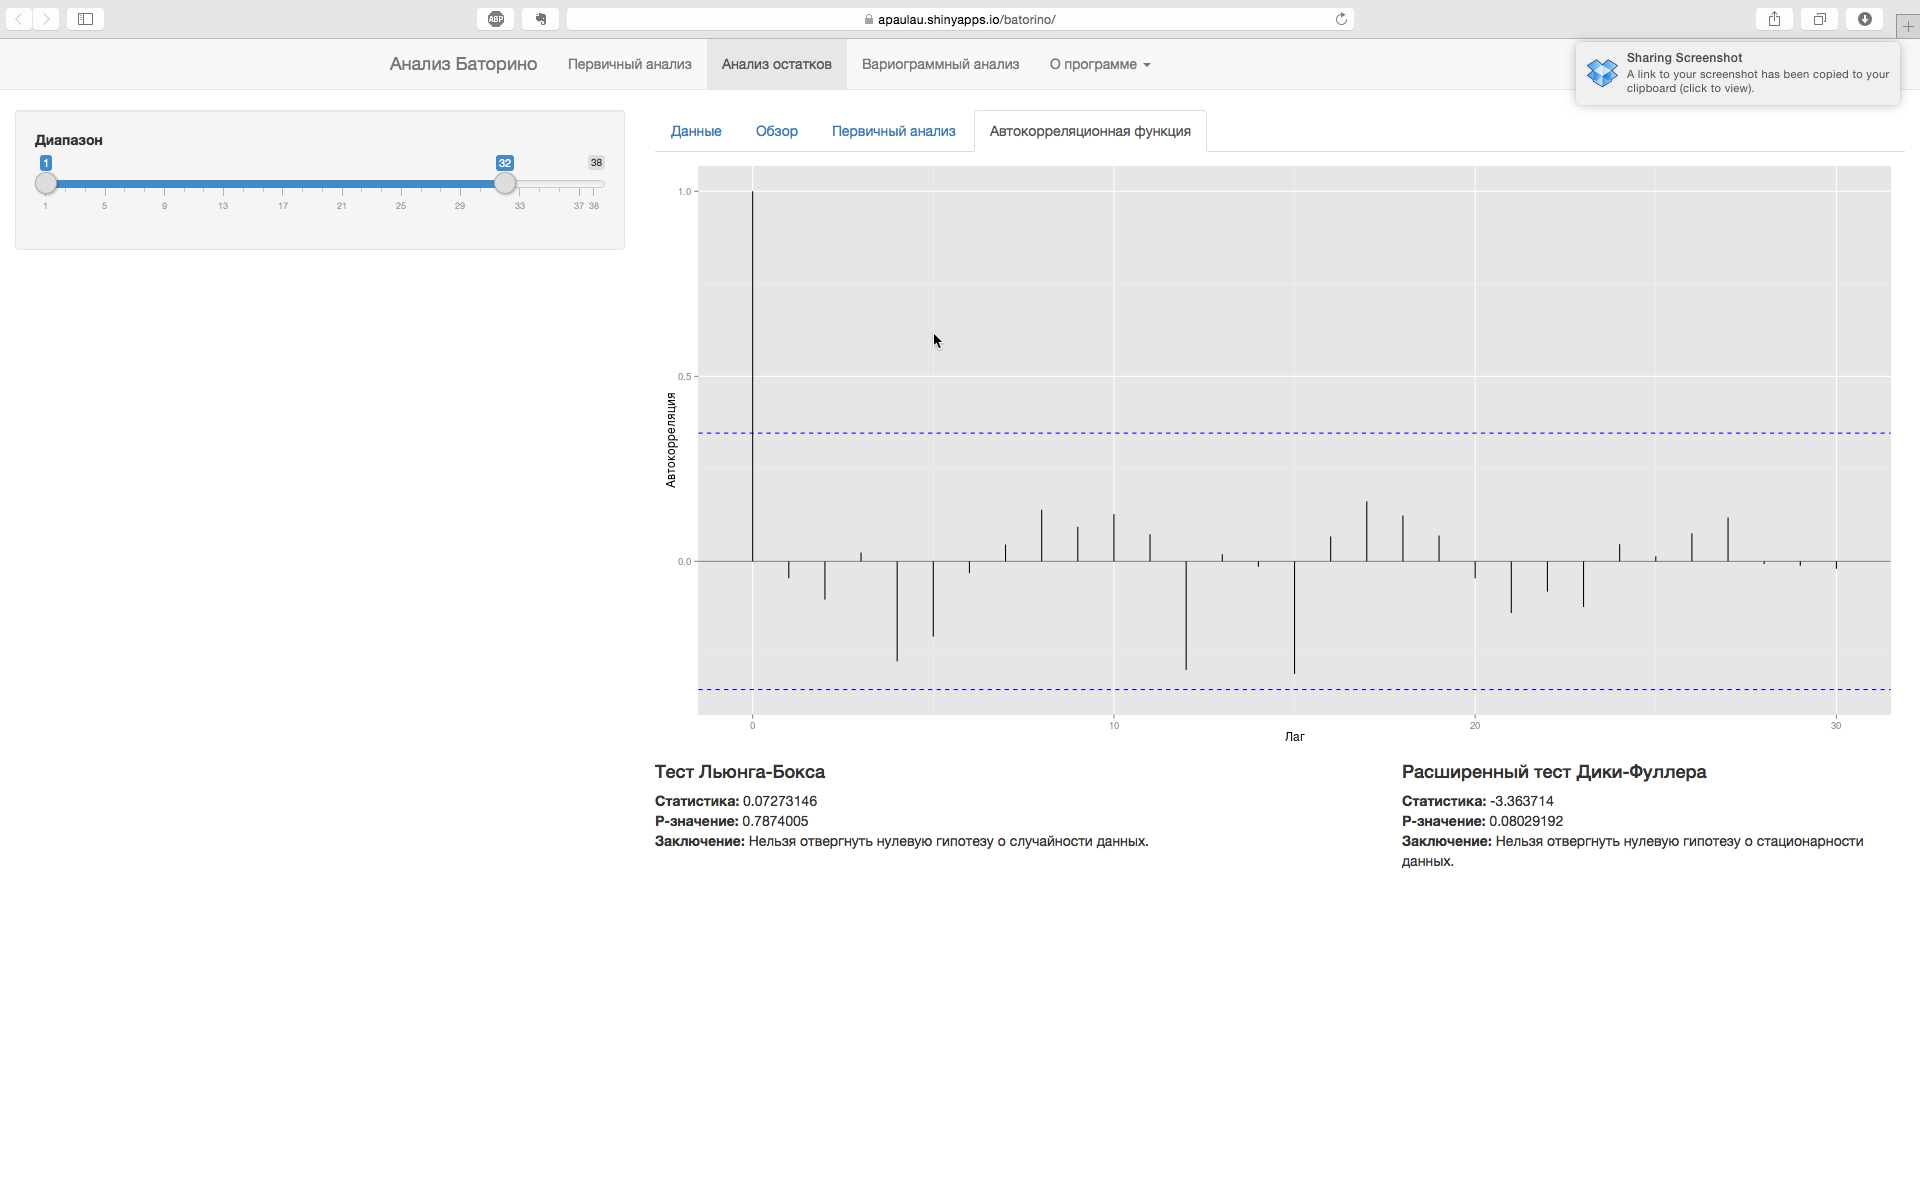 ABP
apaulau.shinyapps.io/batorino/
Анализ Баторино
Первичный анализ
Анализ остатков
Вариограммный анализ
О программе
Sharing Screenshot
A link to your screenshot has been copied to your
clipboard (click to view).
Диапазон
1 32 38
1 5 9 13 17 21 25 29 33 37 38
Данные
Обзор
Первичный анализ
Автокорреляционная функция
1.0
0.5
0.0
Автокорреляция
0 10 20 30
Лаг
Тест Льюнга-Бокса
Статистика: 0.07273146
P-значение: 0.7874005
Заключение: Нельзя отвергнуть нулевую гипотезу о случайности данных.
Расширенный тест Дики-Фуллера
Статистика: -3.363714
P-значение: 0.08029192
Заключение: Нельзя отвергнуть нулевую гипотезу о стационарности
данных.